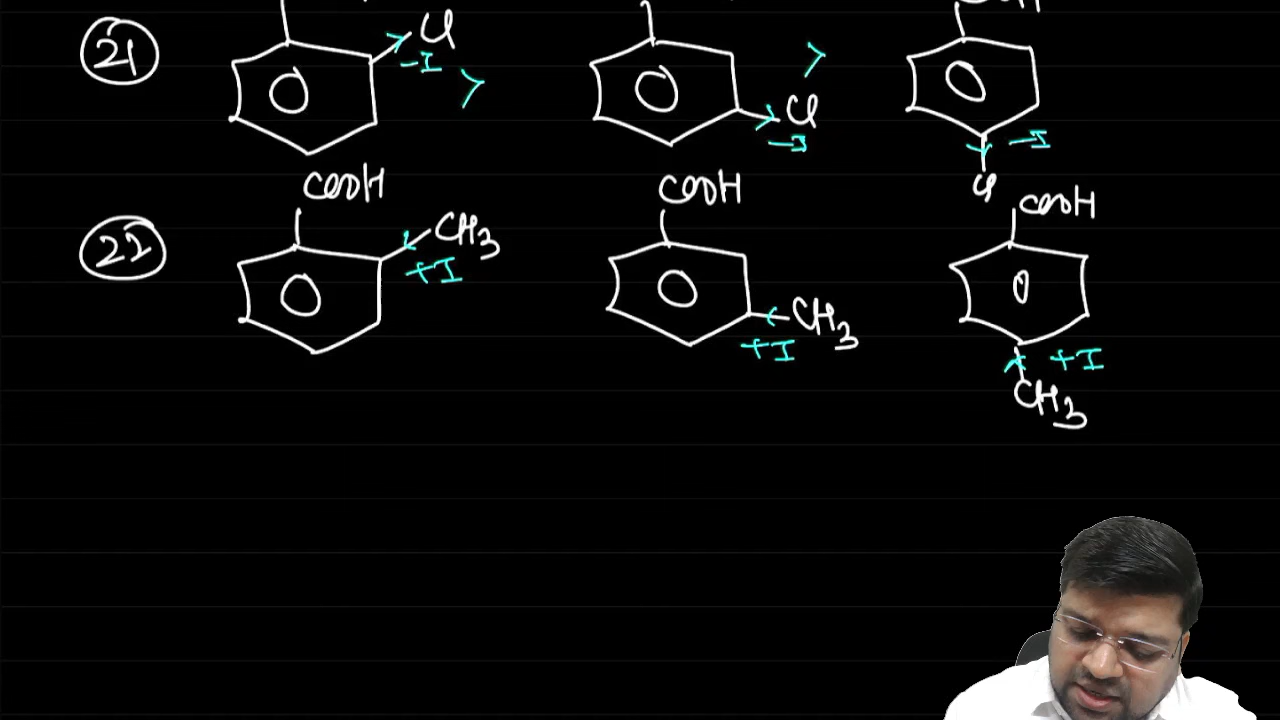 21 Cl > Cl >
-I -I -I
Cl
22 COOH COOH COOH
CH3 CH3 CH3
+I +I +I